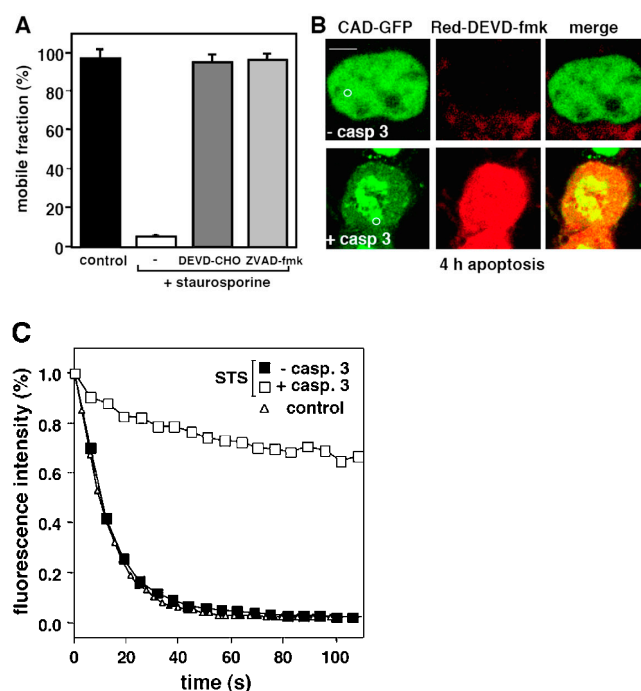 A
mobile fraction (%)
100
80
60
40
20
0
control
-
DEVD-CHO
ZVAD-fmk
+ staurosporine
B
CAD-GFP Red-DEVD-fmk merge
- casp 3
+ casp 3
4 h apoptosis
C
fluorescence intensity (%)
1.0
0.8
0.6
0.4
0.2
0.0
STS
- casp. 3
+ casp. 3
control
0 20 40 60 80 100
time (s)